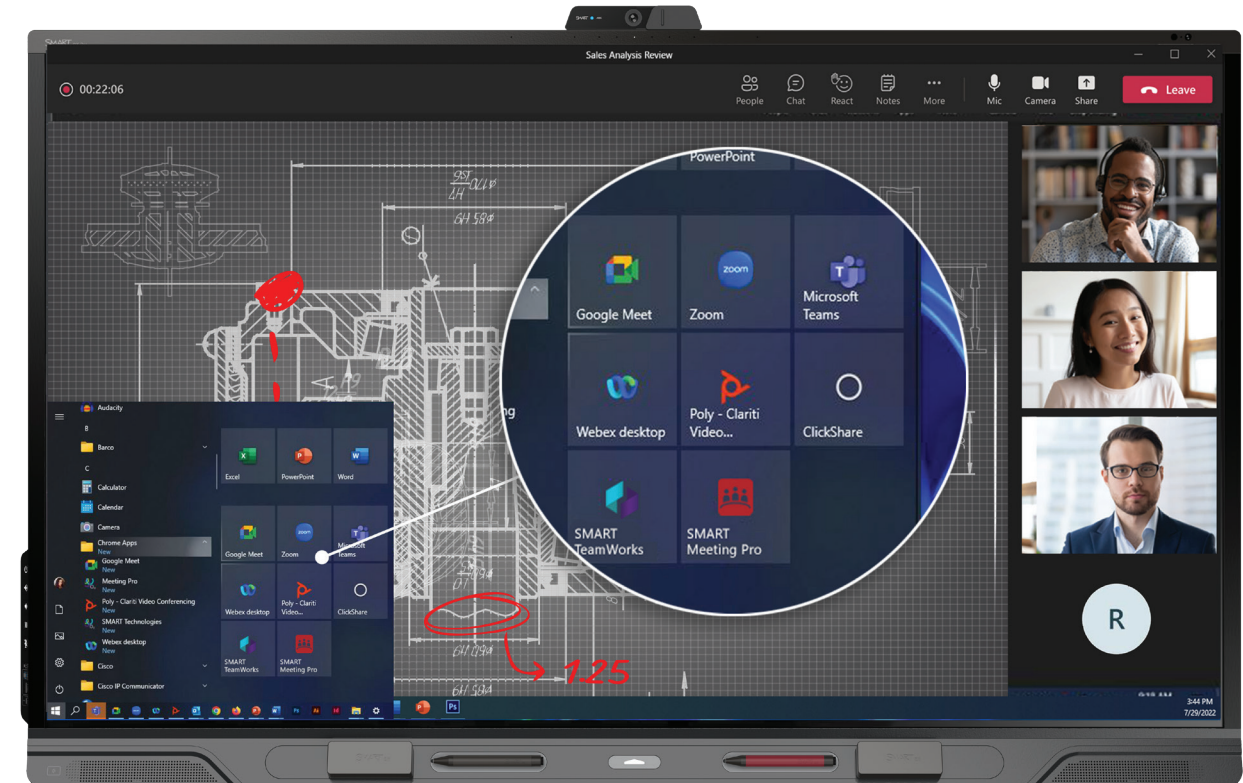 SMART
SMART
Sales Analysis Review
00:22:06
People
Chat
React
Notes
More
Mic
Camera
Share
Leave
PowerPoint
Google Meet
Zoom
Microsoft
Teams
Webex desktop
Poly - Clariti
Video...
ClickShare
SMART
TeamWorks
SMART
Meeting Pro
Audacity
B
Barco
C
Calculator
Calendar
Camera
Chrome Apps
New
Google Meet
New
Meeting Pro
New
Poly - Clariti Video Conferencing
New
SMART Technologies
New
Webex desktop
New
Cisco
Cisco IP Communicator
Excel
PowerPoint
Word
Google Meet
Zoom
Microsoft
Teams
Webex desktop
Poly - Clariti
Video...
ClickShare
SMART
TeamWorks
SMART
Meeting Pro
1.25
R
3:44 PM
7/29/2022